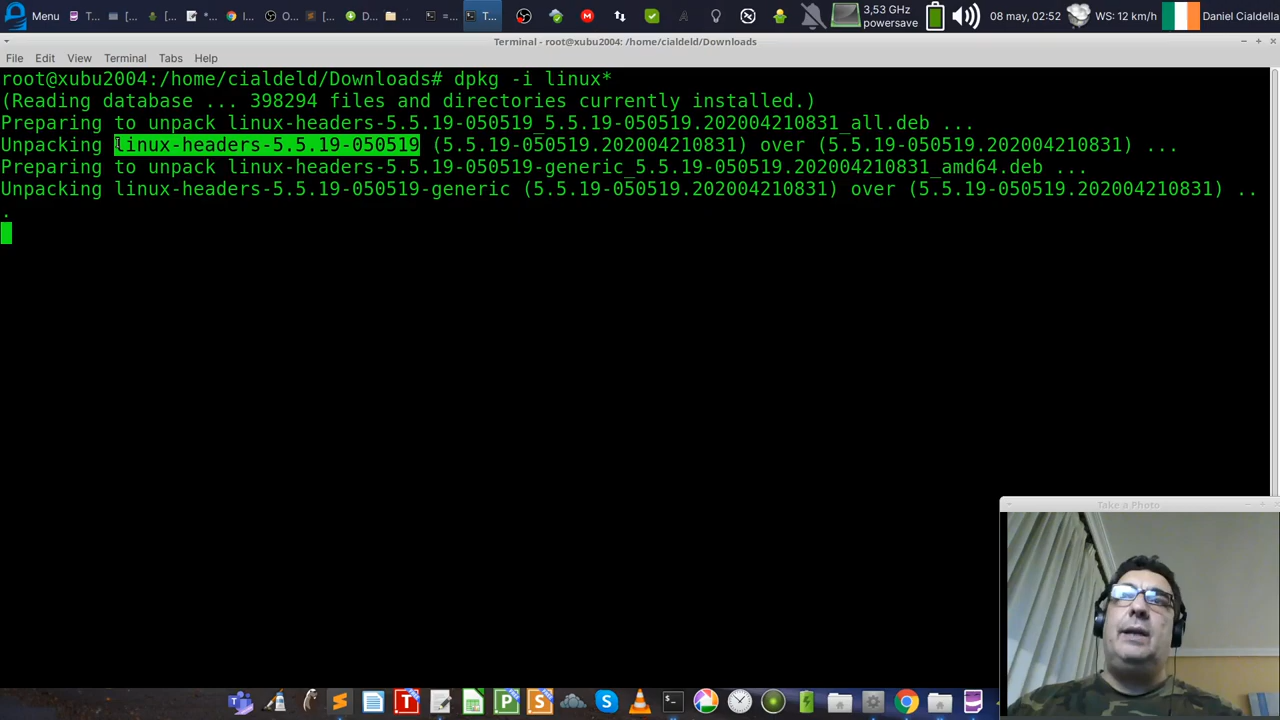 Menu
T...
[...
[...
*...
I...
O...
[...
D...
=...
T...
3,53 GHz
powersave
08 may, 02:52
WS: 12 km/h
Daniel Cialdella
Terminal - root@xubu2004: /home/cialdeld/Downloads
File Edit View Terminal Tabs Help
root@xubu2004:/home/cialdeld/Downloads# dpkg -i linux*
(Reading database ... 398294 files and directories currently installed.)
Preparing to unpack linux-headers-5.5.19-050519_5.5.19-050519.202004210831_all.deb ...
Unpacking linux-headers-5.5.19-050519 (5.5.19-050519.202004210831) over (5.5.19-050519.202004210831) ...
Preparing to unpack linux-headers-5.5.19-050519-generic_5.5.19-050519.202004210831_amd64.deb ...
Unpacking linux-headers-5.5.19-050519-generic (5.5.19-050519.202004210831) over (5.5.19-050519.202004210831) ..
.
Take a Photo